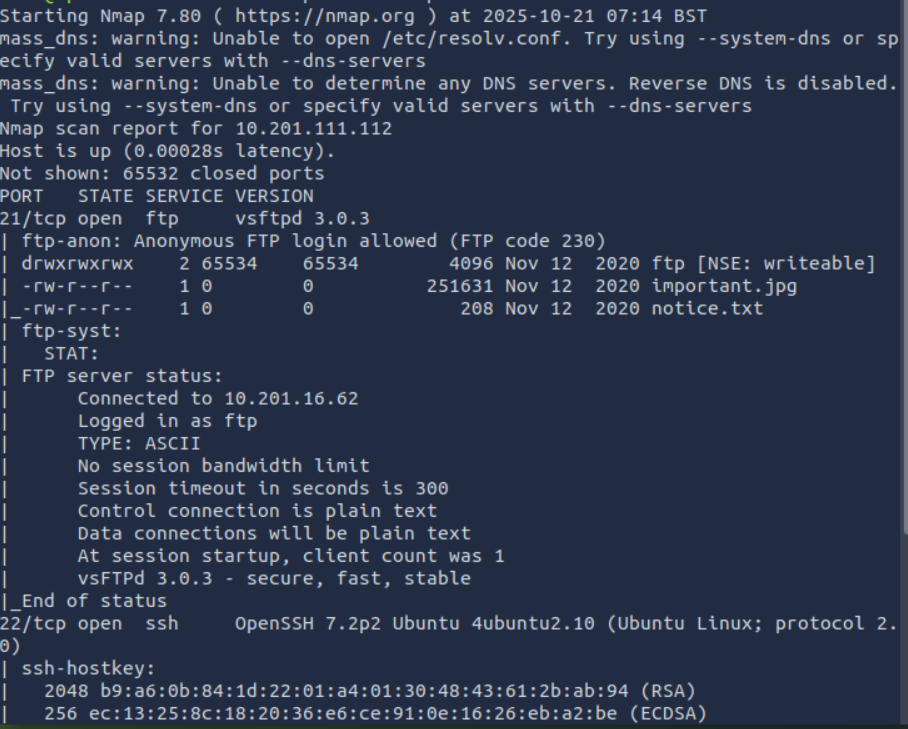 Starting Nmap 7.80 ( https://nmap.org ) at 2025-10-21 07:14 BST
mass_dns: warning: Unable to open /etc/resolv.conf. Try using --system-dns or sp
ecify valid servers with --dns-servers
mass_dns: warning: Unable to determine any DNS servers. Reverse DNS is disabled.
 Try using --system-dns or specify valid servers with --dns-servers
Nmap scan report for 10.201.111.112
Host is up (0.00028s latency).
Not shown: 65532 closed ports
PORT   STATE SERVICE VERSION
21/tcp open  ftp     vsftpd 3.0.3
| ftp-anon: Anonymous FTP login allowed (FTP code 230)
| drwxrwxrwx    2 65534    65534        4096 Nov 12  2020 ftp [NSE: writeable]
| -rw-r--r--    1 0        0          251631 Nov 12  2020 important.jpg
|_-rw-r--r--    1 0        0             208 Nov 12  2020 notice.txt
| ftp-syst:
|   STAT:
| FTP server status:
|      Connected to 10.201.16.62
|      Logged in as ftp
|      TYPE: ASCII
|      No session bandwidth limit
|      Session timeout in seconds is 300
|      Control connection is plain text
|      Data connections will be plain text
|      At session startup, client count was 1
|      vsFTPd 3.0.3 - secure, fast, stable
|_End of status
22/tcp open  ssh     OpenSSH 7.2p2 Ubuntu 4ubuntu2.10 (Ubuntu Linux; protocol 2.
0)
| ssh-hostkey:
|   2048 b9:a6:0b:84:1d:22:01:a4:01:30:48:43:61:2b:ab:94 (RSA)
|   256 ec:13:25:8c:18:20:36:e6:ce:91:0e:16:26:eb:a2:be (ECDSA)